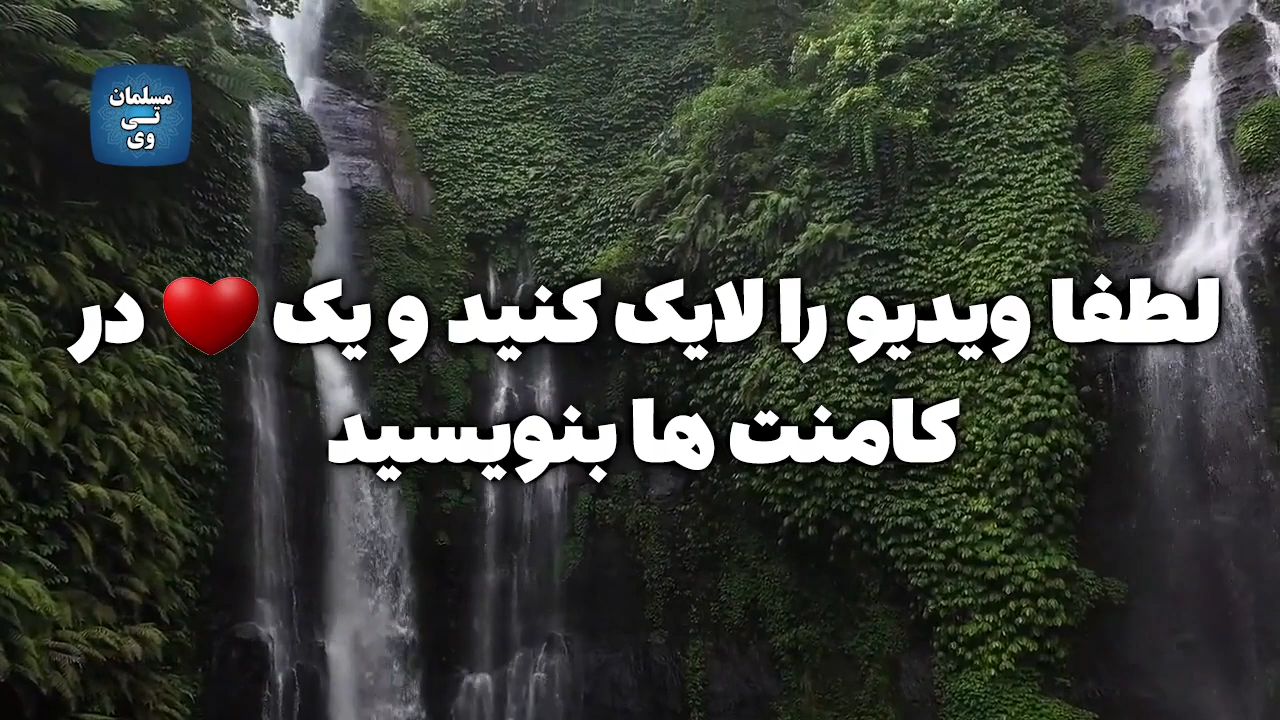 مسلمان
تی
وی
لطفا ویدیو را لایک کنید و یک ❤️ در
کامنت ها بنویسید